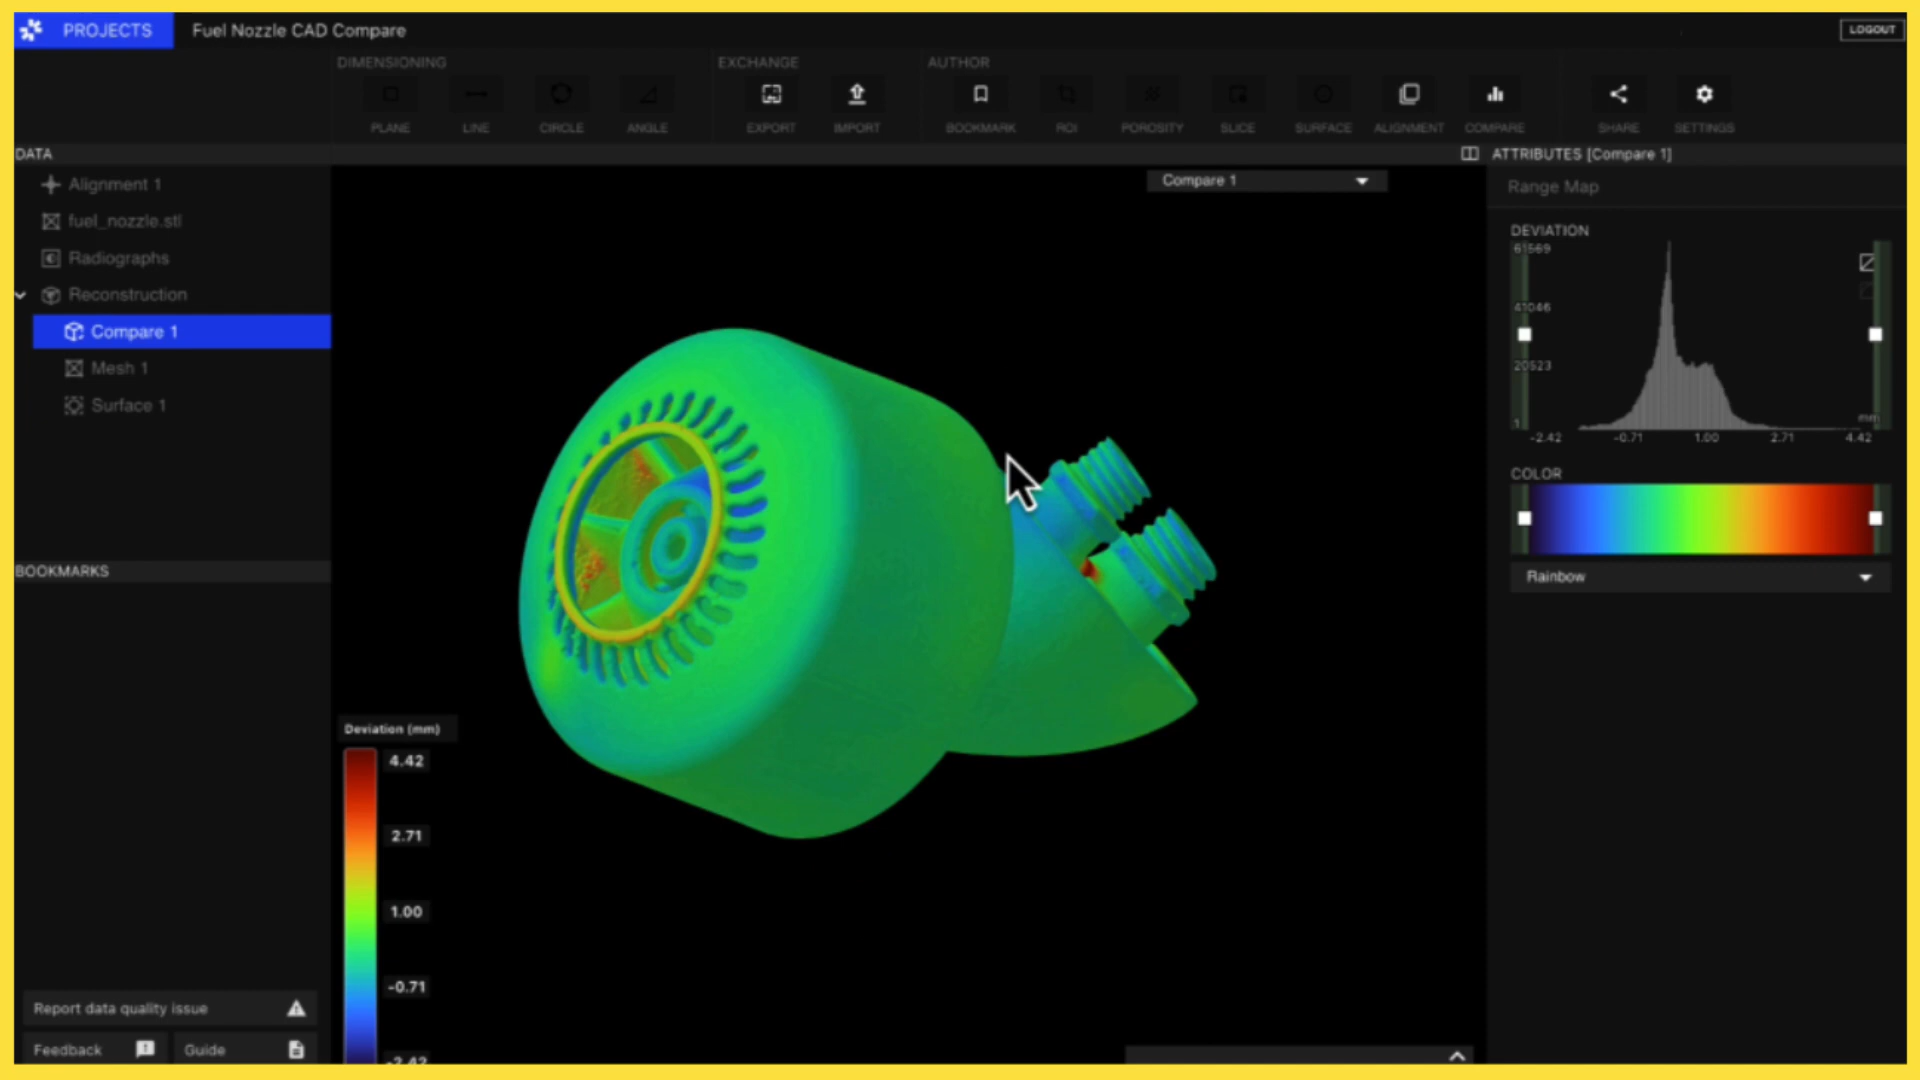 PROJECTS
Fuel Nozzle CAD Compare
LOGOUT
DIMENSIONING
EXCHANGE
AUTHOR
PLANE
LINE
CIRCLE
ANGLE
EXPORT
IMPORT
BOOKMARK
ROI
POROSITY
SLICE
SURFACE
ALIGNMENT
COMPARE
SHARE
SETTINGS
DATA
ATTRIBUTES [Compare 1]
Alignment 1
fuel_nozzle.stl
Radiographs
Reconstruction
Compare 1
Mesh 1
Surface 1
BOOKMARKS
Report data quality issue
Feedback
Guide
Compare 1
Deviation (mm)
4.42
2.71
1.00
-0.71
-2.42
Range Map
DEVIATION
61569
41046
20523
1
mm
-2.42
-0.71
1.00
2.71
4.42
COLOR
Rainbow